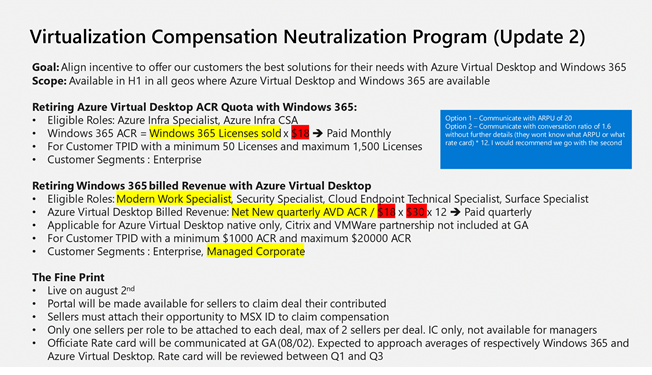 Virtualization Compensation Neutralization Program (Update 2)
Goal: Align incentive to offer our customers the best solutions for their needs with Azure Virtual Desktop and Windows 365
Scope: Available in H1 in all geos where Azure Virtual Desktop and Windows 365 are available
Retiring Azure Virtual Desktop ACR Quota with Windows 365:
• Eligible Roles: Azure Infra Specialist, Azure Infra CSA
• Windows 365 ACR = Windows 365 Licenses sold x $18 ➔ Paid Monthly
• For Customer TPID with a minimum 50 Licenses and maximum 1,500 Licenses
• Customer Segments : Enterprise
Option 1 – Communicate with ARPU of 20
Option 2 – Communicate with conversation ratio of 1.6
without further details (they wont know what ARPU or what
rate card) * 12. I would recommend we go with the second
Retiring Windows 365 billed Revenue with Azure Virtual Desktop
• Eligible Roles: Modern Work Specialist, Security Specialist, Cloud Endpoint Technical Specialist, Surface Specialist
• Azure Virtual Desktop Billed Revenue: Net New quarterly AVD ACR / $18 x $30 x 12 ➔ Paid quarterly
• Applicable for Azure Virtual Desktop native only, Citrix and VMWare partnership not included at GA
• For Customer TPID with a minimum $1000 ACR and maximum $20000 ACR
• Customer Segments : Enterprise, Managed Corporate
The Fine Print
• Live on august 2nd
• Portal will be made available for sellers to claim deal their contributed
• Sellers must attach their opportunity to MSX ID to claim compensation
• Only one sellers per role to be attached to each deal, max of 2 sellers per deal. IC only, not available for managers
• Officiate Rate card will be communicated at GA (08/02). Expected to approach averages of respectively Windows 365 and
Azure Virtual Desktop. Rate card will be reviewed between Q1 and Q3